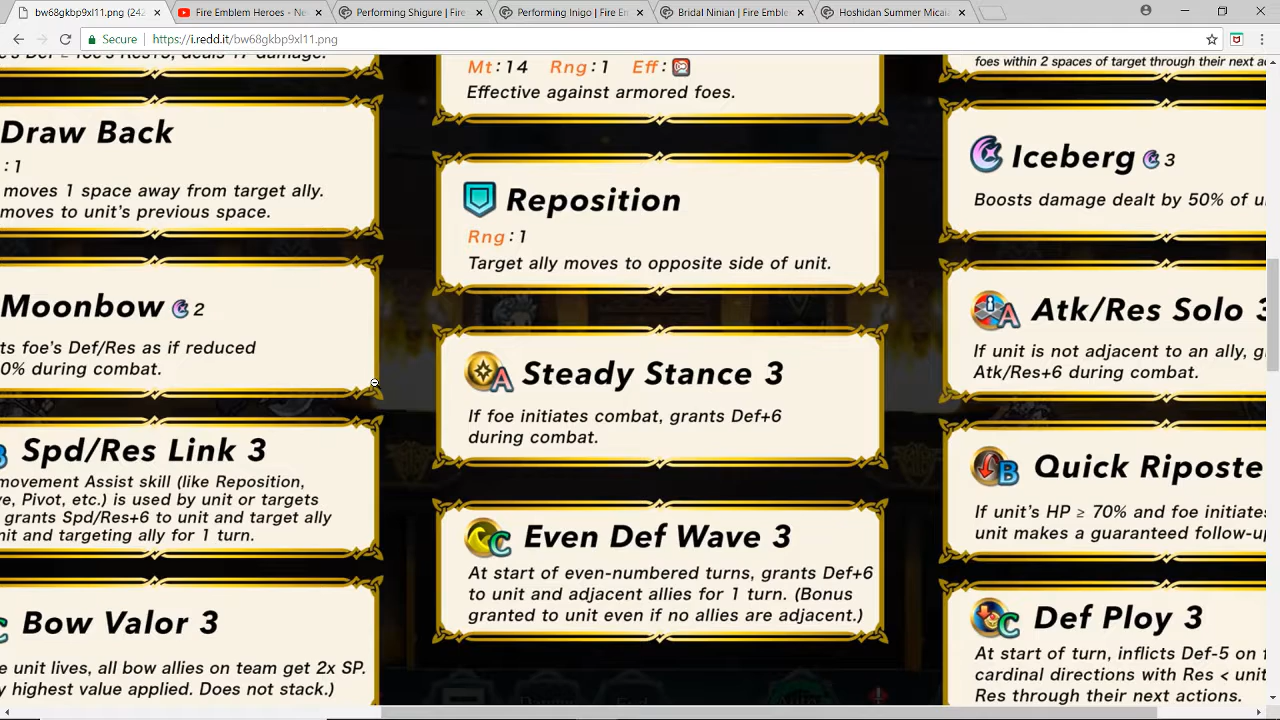 bw68gkbp9xl11.png (242
Fire Emblem Heroes - Ne
Performing Shigure | Fire
Performing Inigo | Fire En
Bridal Ninian | Fire Emble
Hoshidan Summer Micaia
Secure https://i.redd.it/bw68gkbp9xl11.png
Draw Back
: 1
moves 1 space away from target ally.
moves to unit's previous space.
Moonbow 2
ts foe's Def/Res as if reduced
0% during combat.
B Spd/Res Link 3
movement Assist skill (like Reposition,
e, Pivot, etc.) is used by unit or targets
grants Spd/Res+6 to unit and target ally
nit and targeting ally for 1 turn.
Bow Valor 3
e unit lives, all bow allies on team get 2x SP.
y highest value applied. Does not stack.)
Mt:14 Rng:1 Eff:
Effective against armored foes.
Reposition
Rng:1
Target ally moves to opposite side of unit.
A Steady Stance 3
If foe initiates combat, grants Def+6
during combat.
C Even Def Wave 3
At start of even-numbered turns, grants Def+6
to unit and adjacent allies for 1 turn. (Bonus
granted to unit even if no allies are adjacent.)
foes within 2 spaces of target through their next ac
Iceberg 3
Boosts damage dealt by 50% of u
A Atk/Res Solo 3
If unit is not adjacent to an ally, g
Atk/Res+6 during combat.
B Quick Riposte
If unit's HP ≥ 70% and foe initiates
unit makes a guaranteed follow-up
C Def Ploy 3
At start of turn, inflicts Def-5 on f
cardinal directions with Res < unit
Res through their next actions.